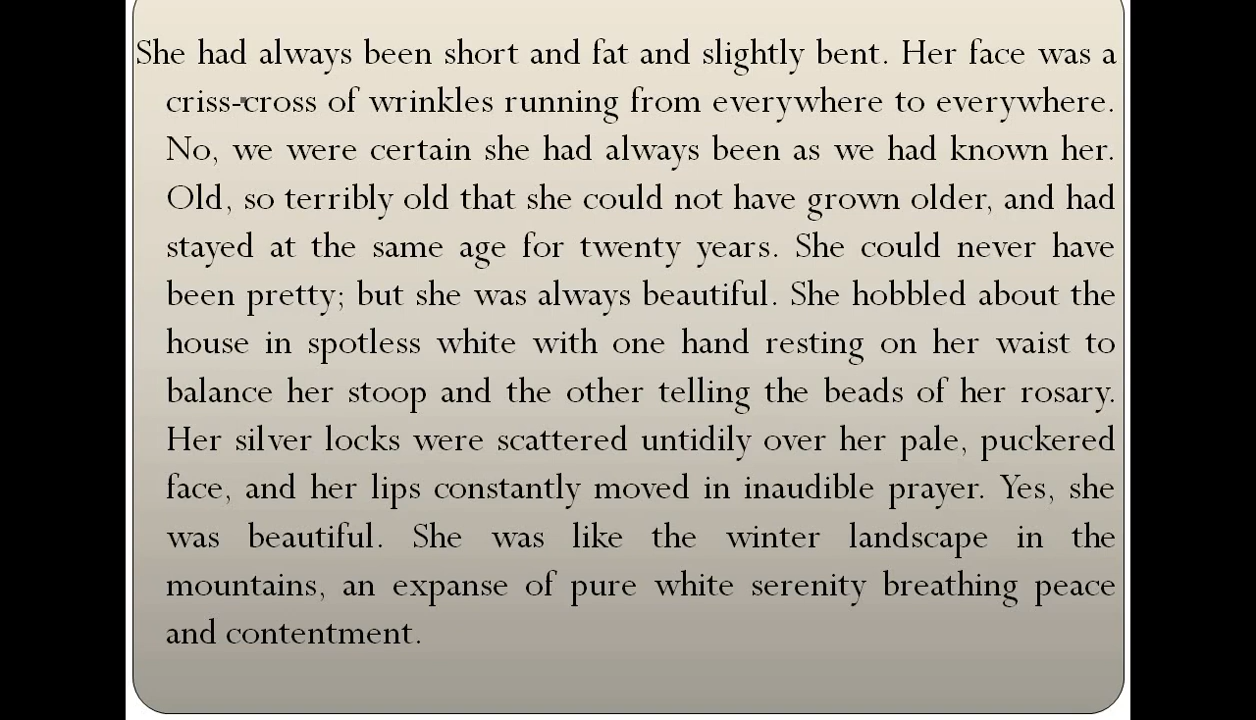 She had always been short and fat and slightly bent. Her face was a
criss-cross of wrinkles running from everywhere to everywhere.
No, we were certain she had always been as we had known her.
Old, so terribly old that she could not have grown older, and had
stayed at the same age for twenty years. She could never have
been pretty; but she was always beautiful. She hobbled about the
house in spotless white with one hand resting on her waist to
balance her stoop and the other telling the beads of her rosary.
Her silver locks were scattered untidily over her pale, puckered
face, and her lips constantly moved in inaudible prayer. Yes, she
was beautiful. She was like the winter landscape in the
mountains, an expanse of pure white serenity breathing peace
and contentment.